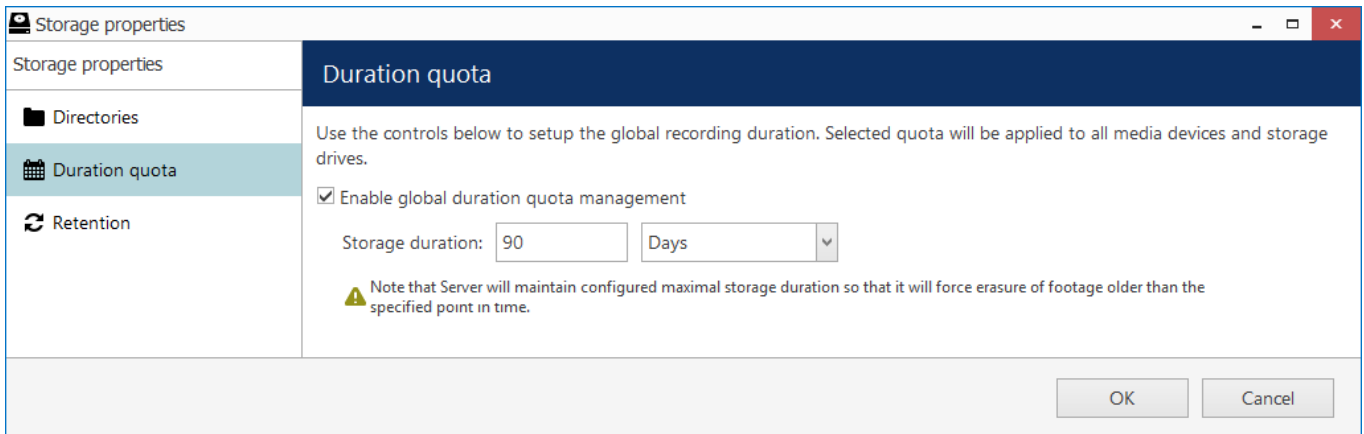 Storage properties
Storage properties
Duration quota
Directories
Duration quota
Retention
Use the controls below to setup the global recording duration. Selected quota will be applied to all media devices and storage
drives.
Enable global duration quota management
Storage duration: 90 Days
Note that Server will maintain configured maximal storage duration so that it will force erasure of footage older than the
specified point in time.
OK Cancel